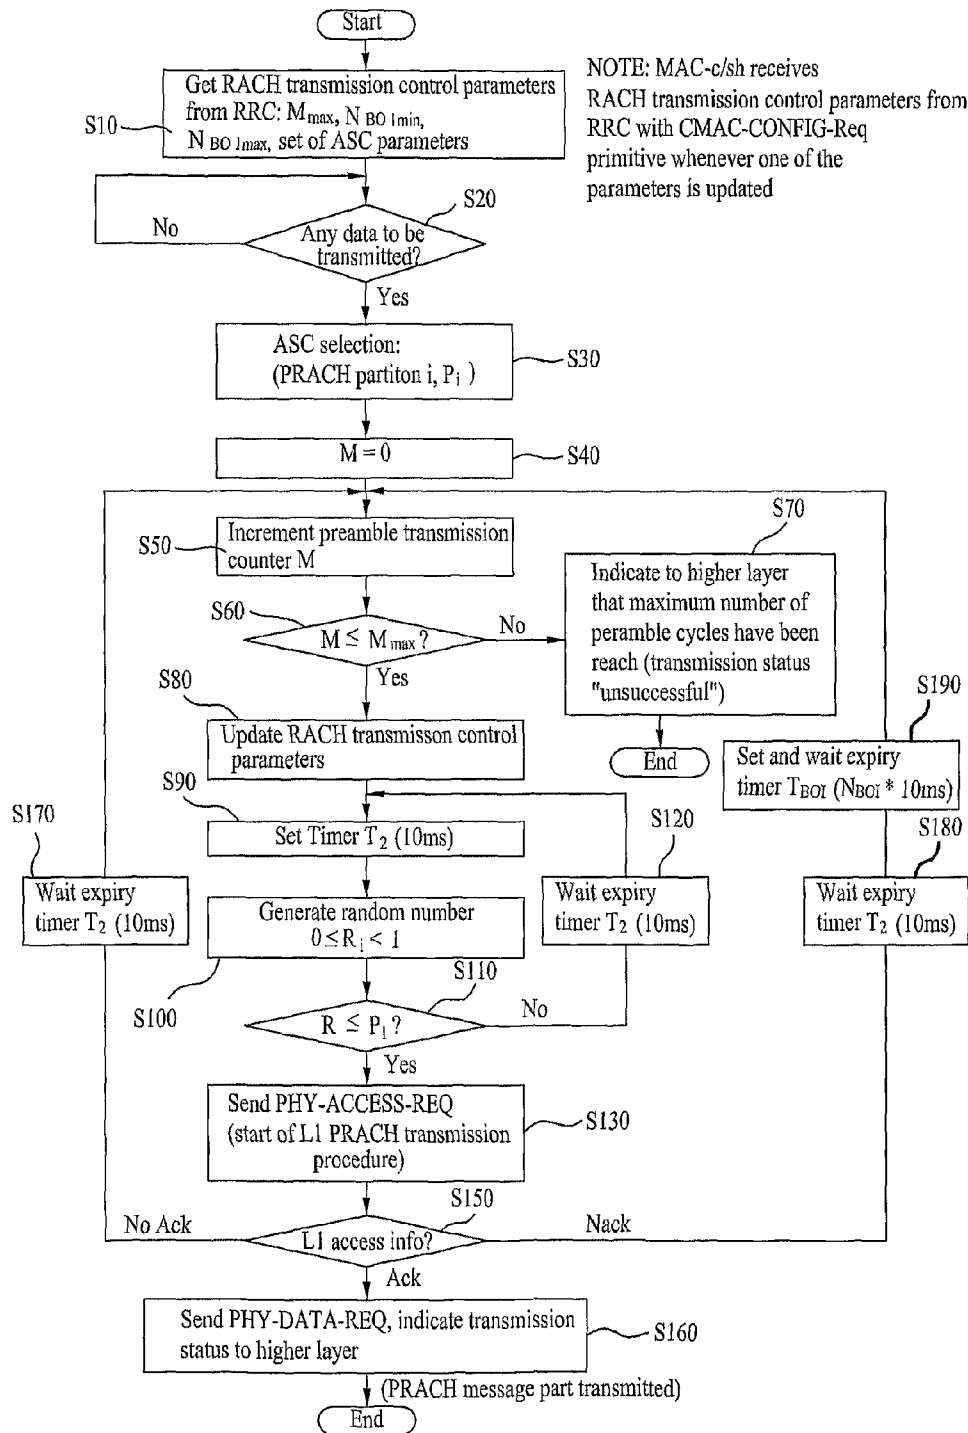 Start
Get RACH transmission control parameters
from RRC: Mmax, N BO 1min,
N BO 1max, set of ASC parameters
S10
NOTE: MAC-c/sh receives
RACH transmission control parameters from
RRC with CMAC-CONFIG-Req
primitive whenever one of the
parameters is updated
S20
No
Any data to be
transmitted?
Yes
ASC selection:
(PRACH partiton i, Pi )
S30
M = 0
S40
S50
Increment preamble transmission
counter M
S60
M ≤ Mmax ?
No
Yes
S70
Indicate to higher layer
that maximum number of
peramble cycles have been
reach (transmission status
"unsuccessful")
End
S80
Update RACH transmisson control
parameters
S190
Set and wait expiry
timer TBOI (NBOI * 10ms)
S90
Set Timer T2 (10ms)
S170
Wait expiry
timer T2 (10ms)
S120
Wait expiry
timer T2 (10ms)
S180
Wait expiry
timer T2 (10ms)
Generate random number
0 ≤ Ri < 1
S100
S110
R ≤ Pi ?
No
Yes
Send PHY-ACCESS-REQ
(start of L1 PRACH transmission
procedure)
S130
S150
No Ack
L1 access info?
Nack
Ack
Send PHY-DATA-REQ, indicate transmission
status to higher layer
S160
(PRACH message part transmitted)
End